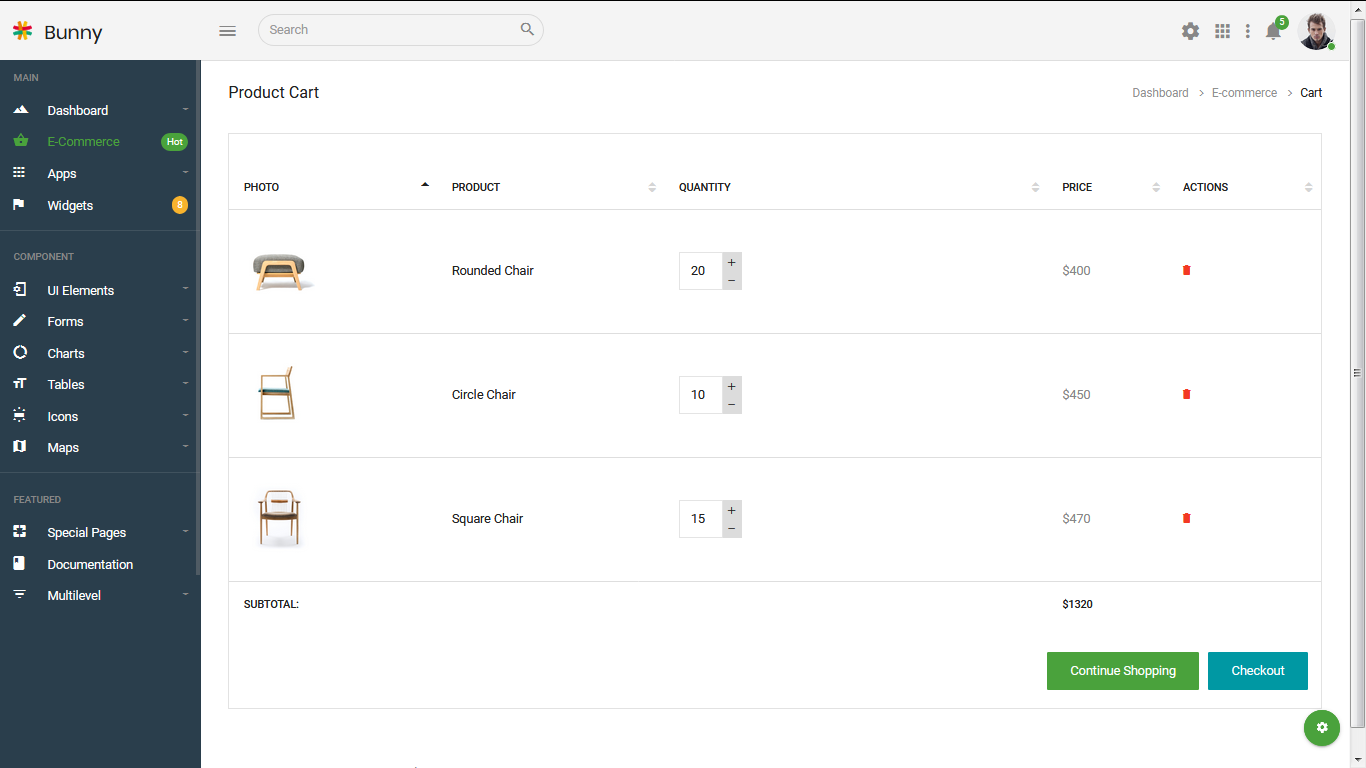 Bunny
Search
5
MAIN
Dashboard
E-Commerce Hot
Apps
Widgets 8
COMPONENT
UI Elements
Forms
Charts
Tables
Icons
Maps
FEATURED
Special Pages
Documentation
Multilevel
Product Cart
Dashboard > E-commerce > Cart
PHOTO PRODUCT QUANTITY PRICE ACTIONS
Rounded Chair 20 + − $400
Circle Chair 10 + − $450
Square Chair 15 + − $470
SUBTOTAL: $1320
Continue Shopping Checkout